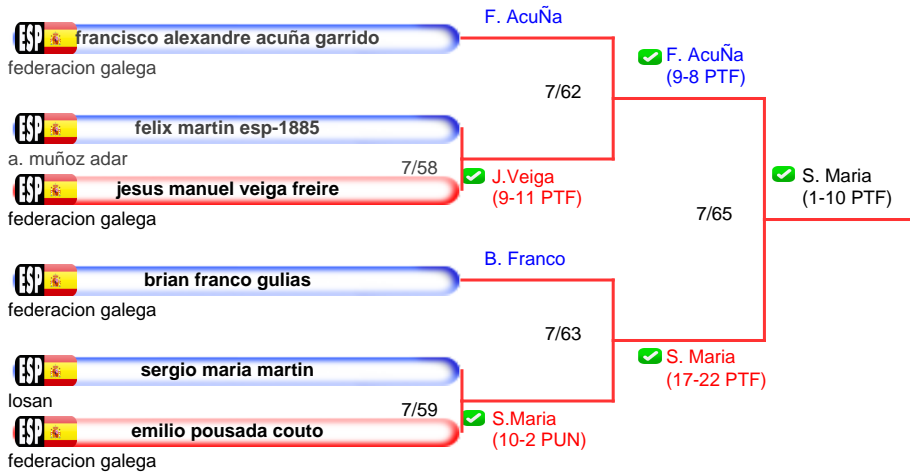 F. AcuÑa
ESP francisco alexandre acuña garrido
federacion galega
F. AcuÑa
(9-8 PTF)
7/62
ESP felix martin esp-1885
a. muñoz adar
7/58
ESP jesus manuel veiga freire
federacion galega
J.Veiga
(9-11 PTF)
S. Maria
(1-10 PTF)
7/65
B. Franco
ESP brian franco gulias
federacion galega
7/63
ESP sergio maria martin
losan
S. Maria
(17-22 PTF)
7/59
ESP emilio pousada couto
federacion galega
S.Maria
(10-2 PUN)